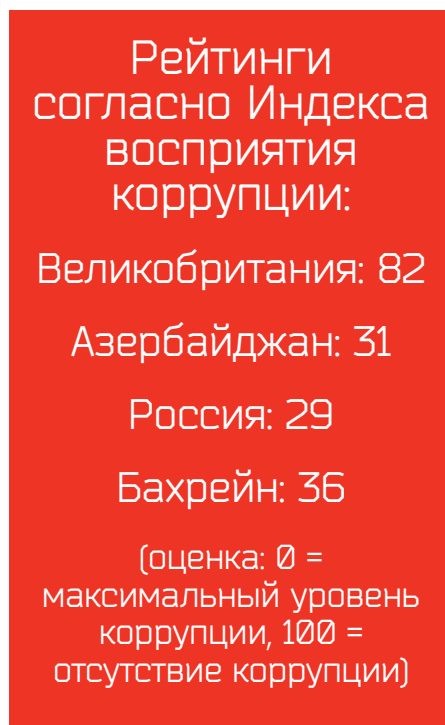 Рейтинги
согласно Индекса
восприятия
коррупции:
Великобритания: 82
Азербайджан: 31
Россия: 29
Бахрейн: 36
(оценка: 0 =
максимальный уровень
коррупции, 100 =
отсутствие коррупции)